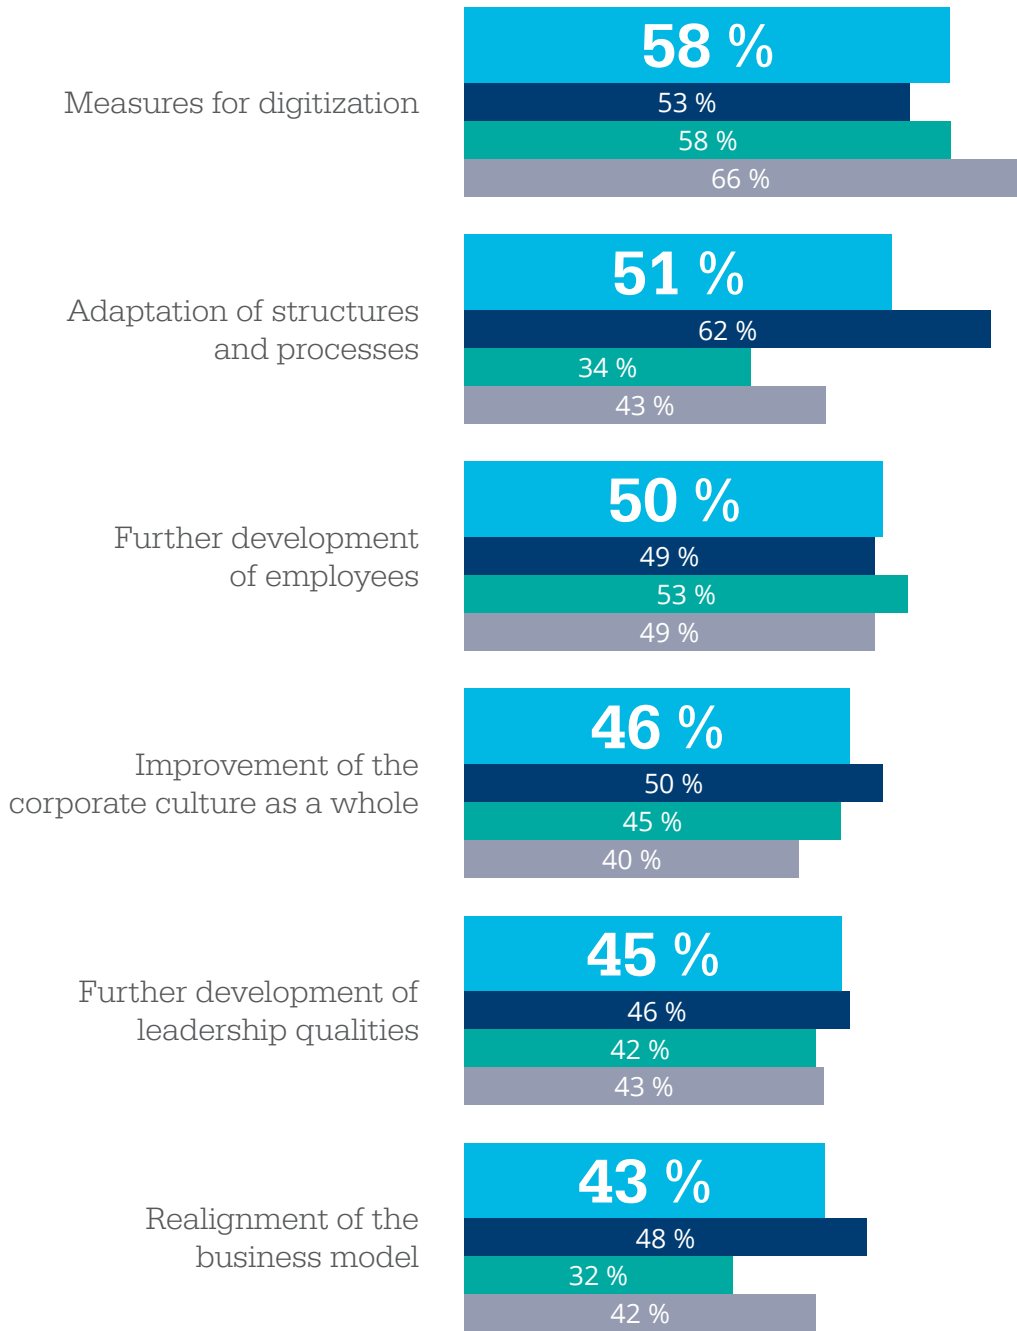 58 %
Measures for digitization
53 %
58 %
66 %
51 %
Adaptation of structures
and processes
62 %
34 %
43 %
50 %
Further development
of employees
49 %
53 %
49 %
46 %
Improvement of the
corporate culture as a whole
50 %
45 %
40 %
45 %
Further development of
leadership qualities
46 %
42 %
43 %
43 %
Realignment of the
business model
48 %
32 %
42 %